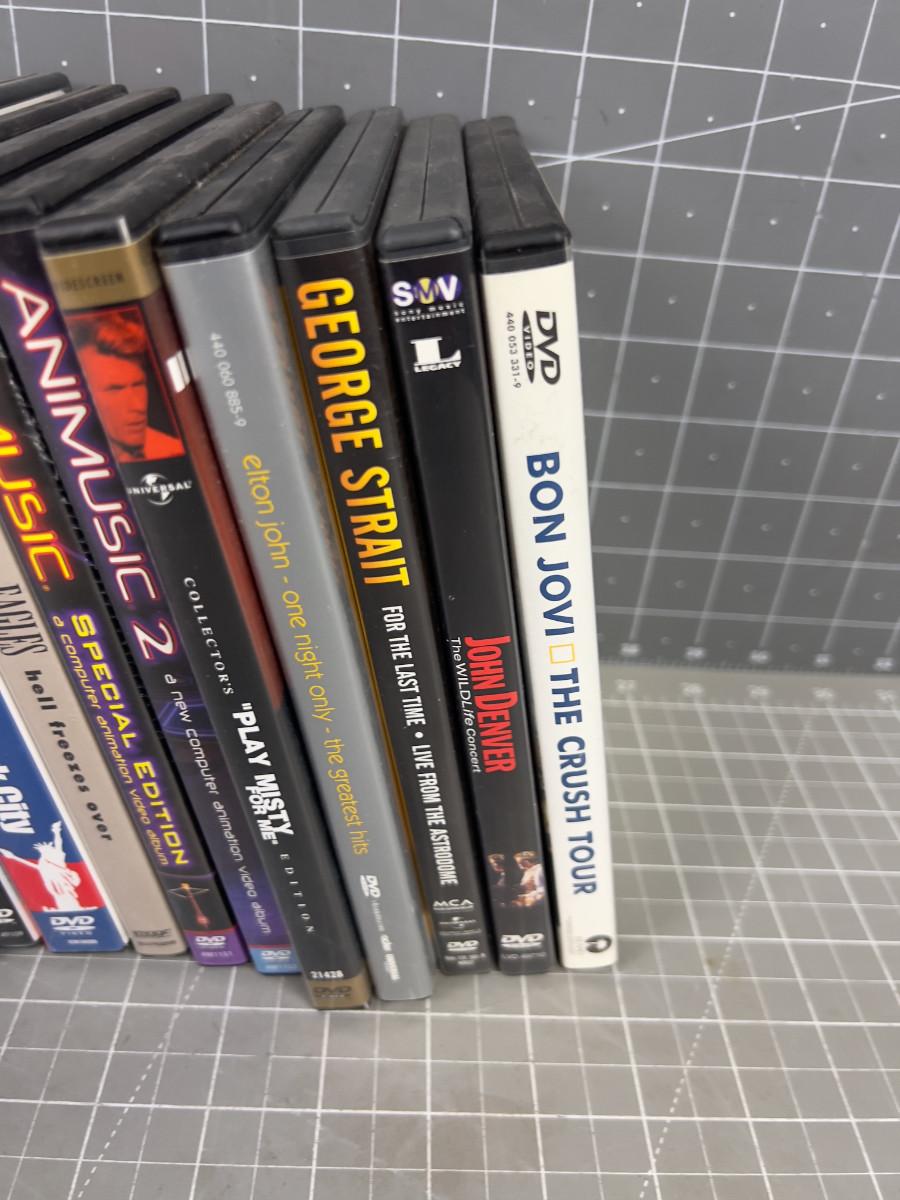 City
DVD
VIDEO
EAGLES
hell freezes over
MUSIC
SPECIAL EDITION
a computer animation video album
ANIMUSIC 2
a new computer animation video album
DVD
WIDESCREEN
UNIVERSAL
COLLECTOR'S
"PLAY MISTY
FOR ME"
EDITION
21428
DVD
440 060 885-9
elton john - one night only - the greatest hits
DVD
GEORGE STRAIT
FOR THE LAST TIME • LIVE FROM THE ASTRODOME
MCA
DVD
SMV
sony music
entertainment
L
LEGACY
JOHN DENVER
The WILDLife Concert
DVD
DVD
VIDEO
440 053 331-9
BON JOVI THE CRUSH TOUR